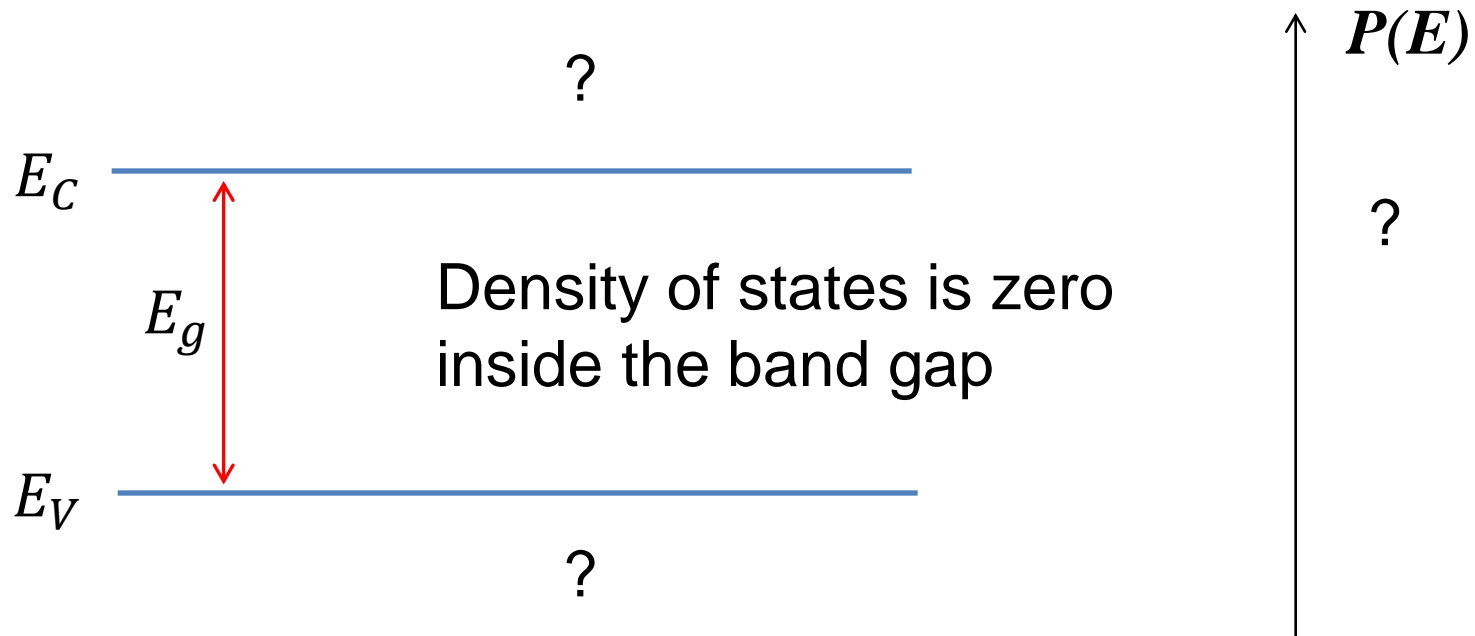 P(E)
?
E_C
?
E_g
Density of states is zero
inside the band gap
E_V
?